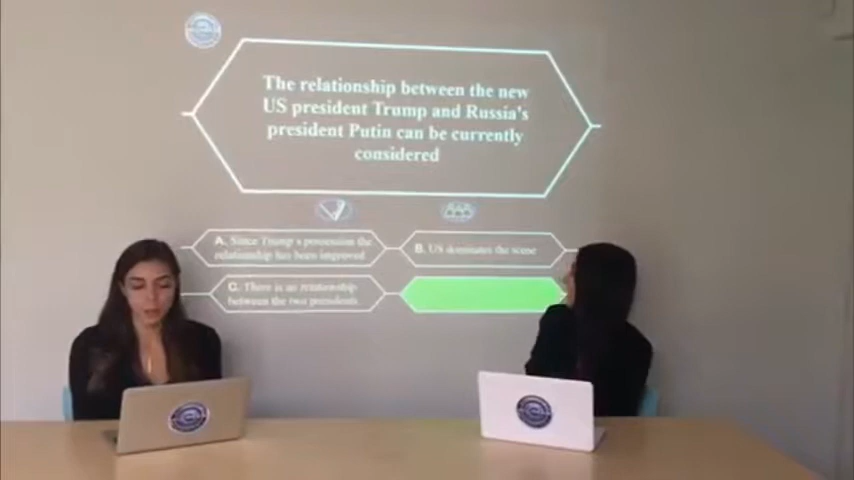 The relationship between the new
US president Trump and Russia's
president Putin can be currently
considered
A. Since Trump's prosession the
relationship has been improved
B. US dominates the scene
C. There is no relationship
between the two presidents